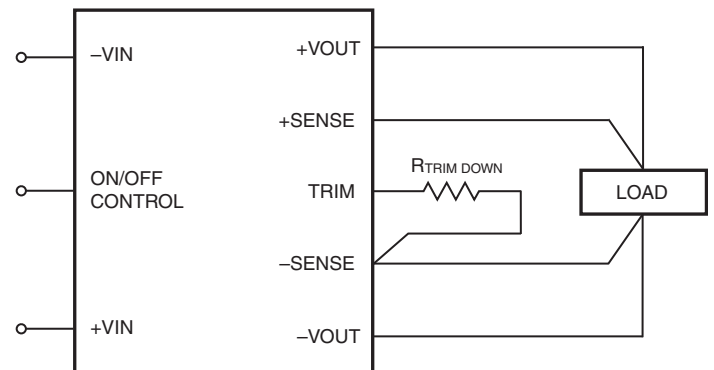 –VIN
+VOUT
+SENSE
ON/OFF
CONTROL
TRIM
RTRIM DOWN
LOAD
–SENSE
+VIN
–VOUT